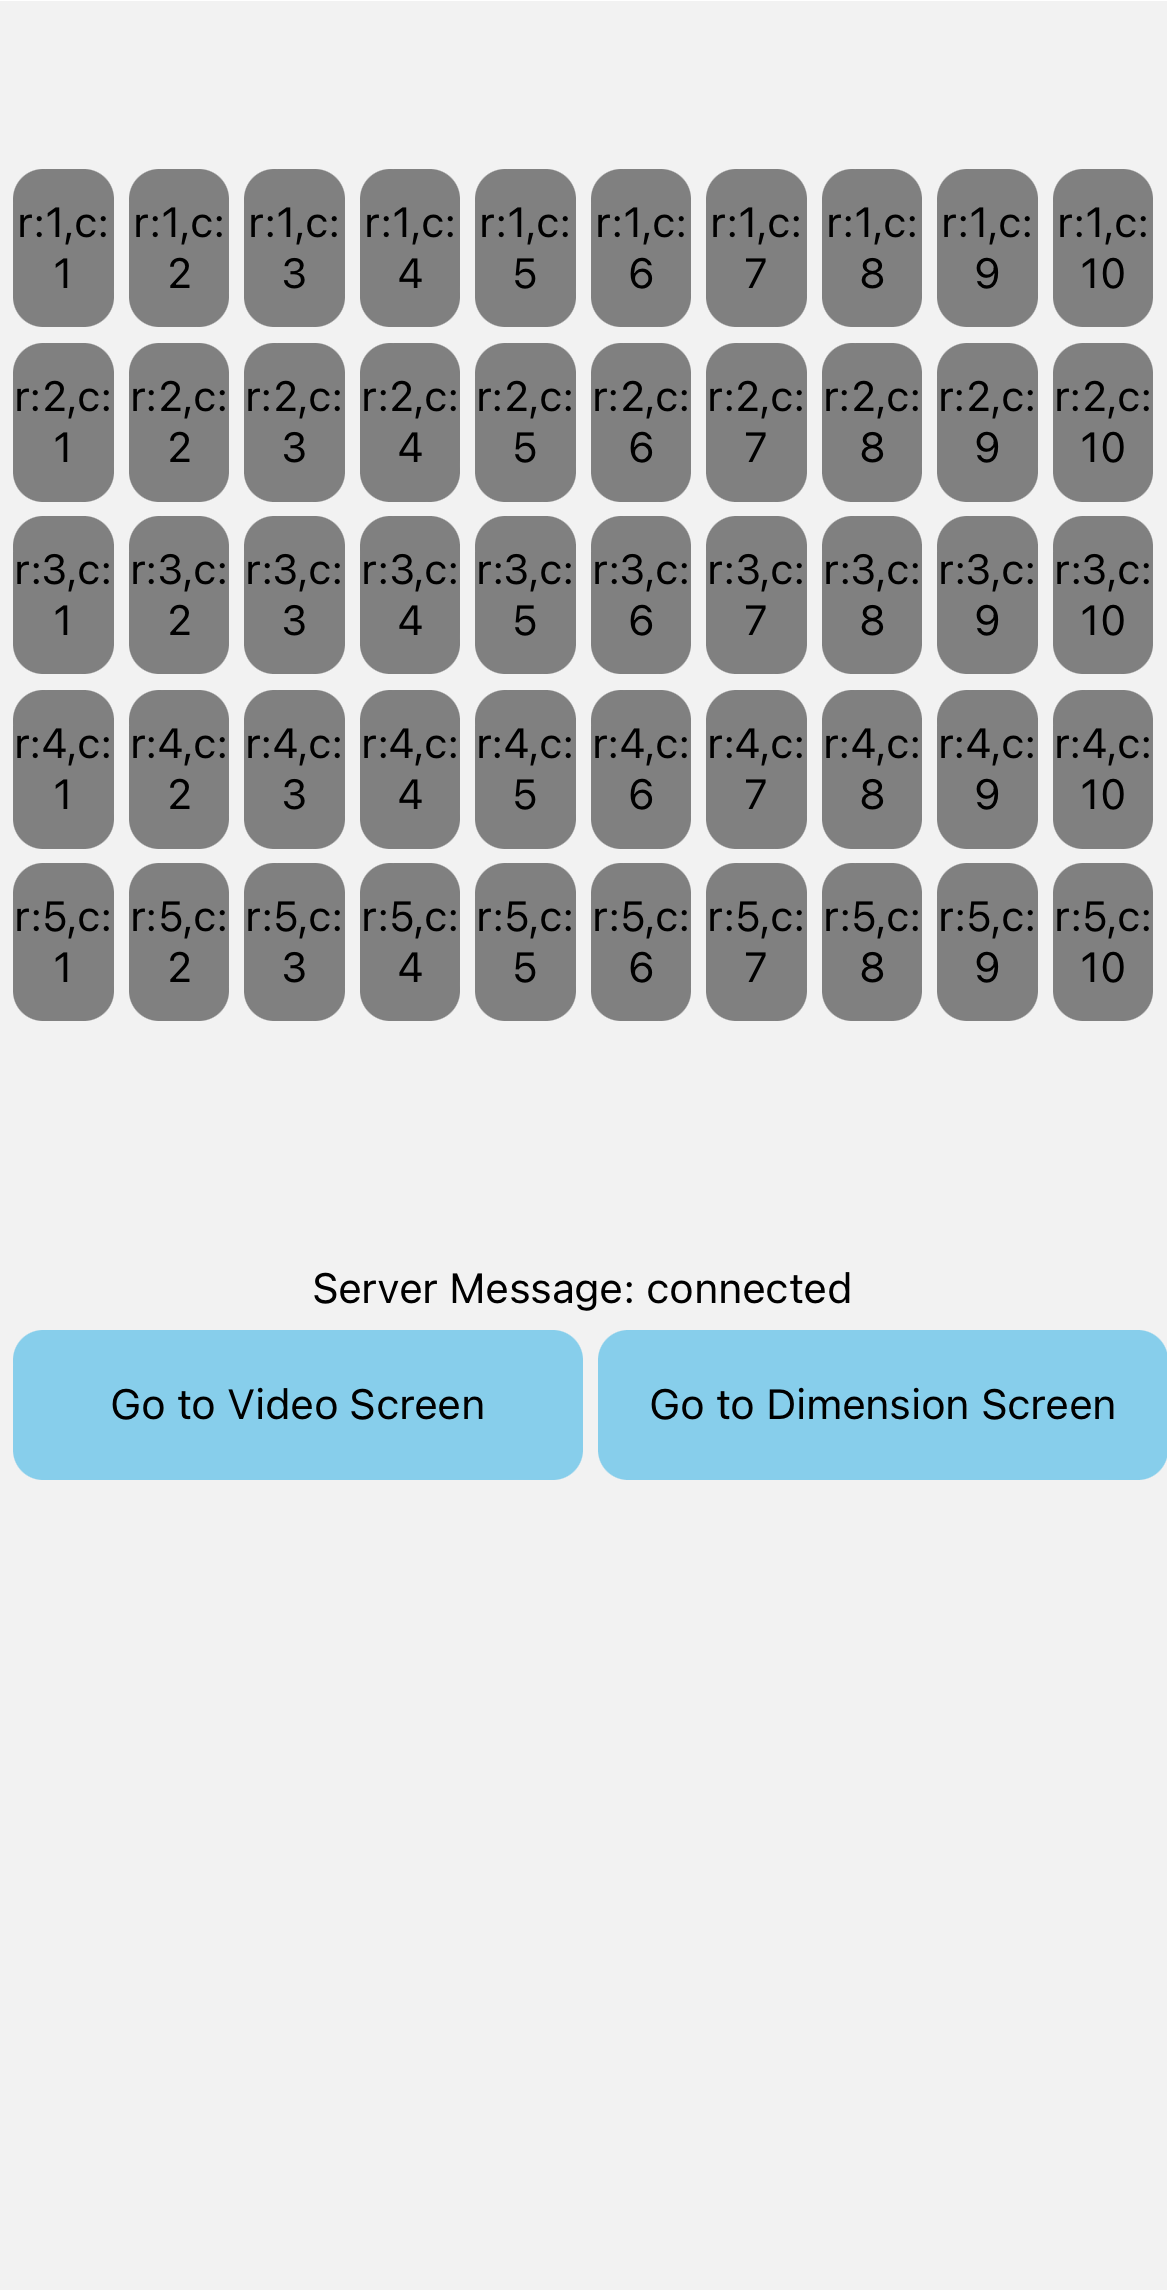 r:1,c: r:1,c: r:1,c: r:1,c: r:1,c: r:1,c: r:1,c: r:1,c: r:1,c: r:1,c:
1 2 3 4 5 6 7 8 9 10
r:2,c: r:2,c: r:2,c: r:2,c: r:2,c: r:2,c: r:2,c: r:2,c: r:2,c: r:2,c:
1 2 3 4 5 6 7 8 9 10
r:3,c: r:3,c: r:3,c: r:3,c: r:3,c: r:3,c: r:3,c: r:3,c: r:3,c: r:3,c:
1 2 3 4 5 6 7 8 9 10
r:4,c: r:4,c: r:4,c: r:4,c: r:4,c: r:4,c: r:4,c: r:4,c: r:4,c: r:4,c:
1 2 3 4 5 6 7 8 9 10
r:5,c: r:5,c: r:5,c: r:5,c: r:5,c: r:5,c: r:5,c: r:5,c: r:5,c: r:5,c:
1 2 3 4 5 6 7 8 9 10
Server Message: connected
Go to Video Screen Go to Dimension Screen